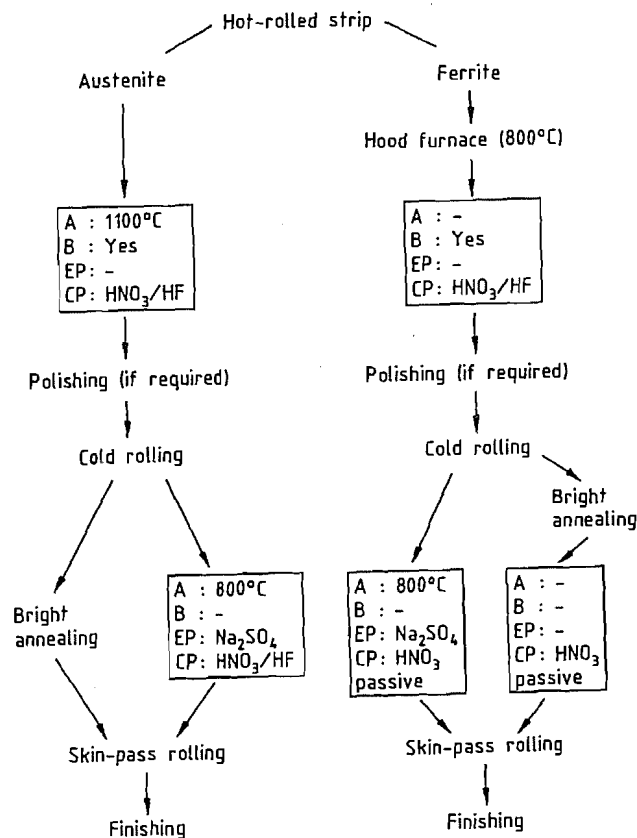 Hot-rolled strip
Austenite
Ferrite
Hood furnace (800°C)
A : 1100°C
B : Yes
EP: -
CP: HNO₃/HF
A : -
B : Yes
EP: -
CP: HNO₃/HF
Polishing (if required)
Polishing (if required)
Cold rolling
Cold rolling
Bright
annealing
Bright
annealing
A : 800°C
B : -
EP: Na₂SO₄
CP: HNO₃/HF
A : 800°C
B : -
EP: Na₂SO₄
CP: HNO₃
passive
A : -
B : -
EP: -
CP: HNO₃
passive
Skin-pass rolling
Skin-pass rolling
Finishing
Finishing